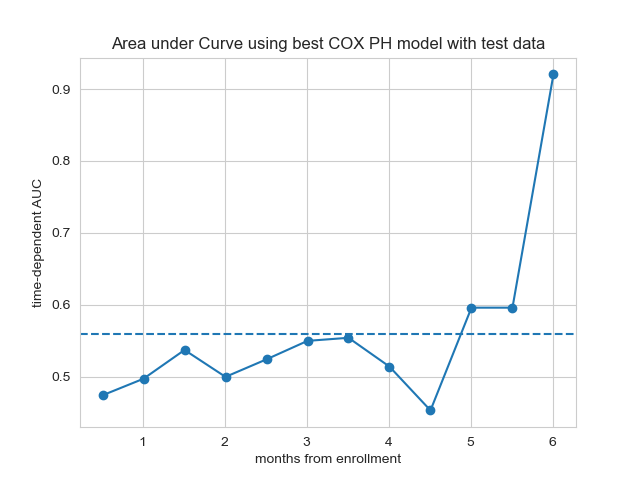 Area under Curve using best COX PH model with test data
time-dependent AUC
0.9
0.8
0.7
0.6
0.5
1 2 3 4 5 6
months from enrollment